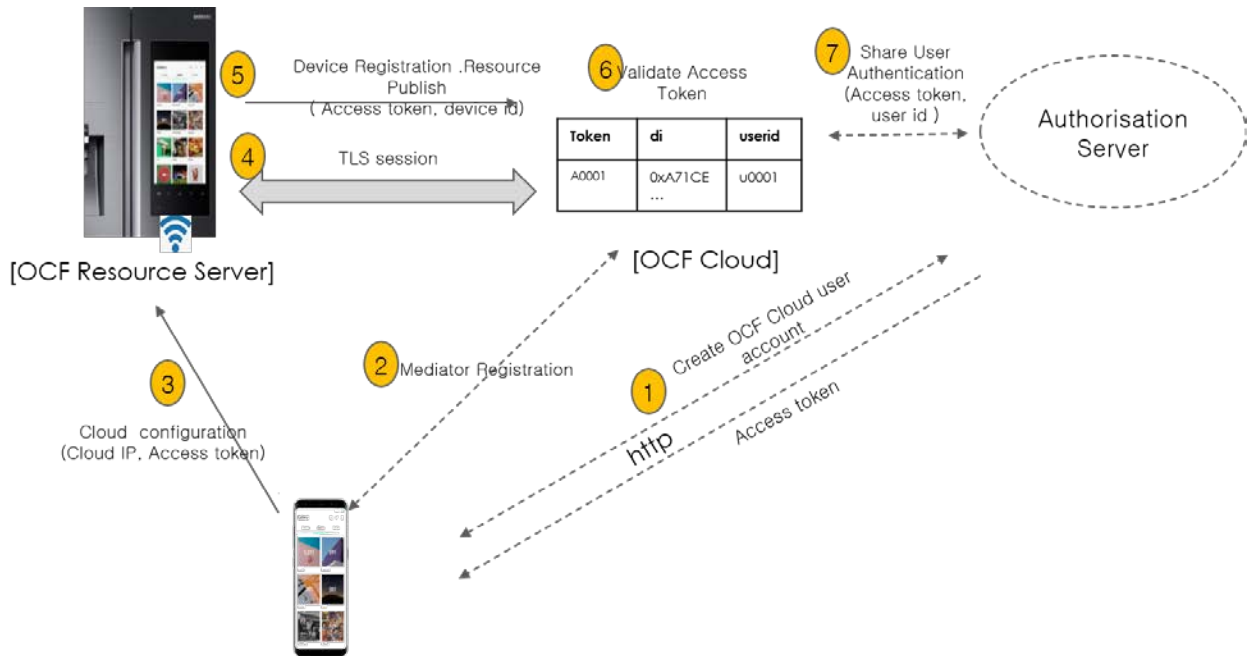 5
Device Registration .Resource
Publish
( Access token, device id)
6
Validate Access
Token
7
Share User
Authentication
(Access token,
user id )
Authorisation
Server
4
TLS session
Token di userid
A0001 0xA71CE u0001
...
[OCF Resource Server]
[OCF Cloud]
3
Cloud configuration
(Cloud IP, Access token)
2
Mediator Registration
1
Create OCF Cloud user
account
http
Access token